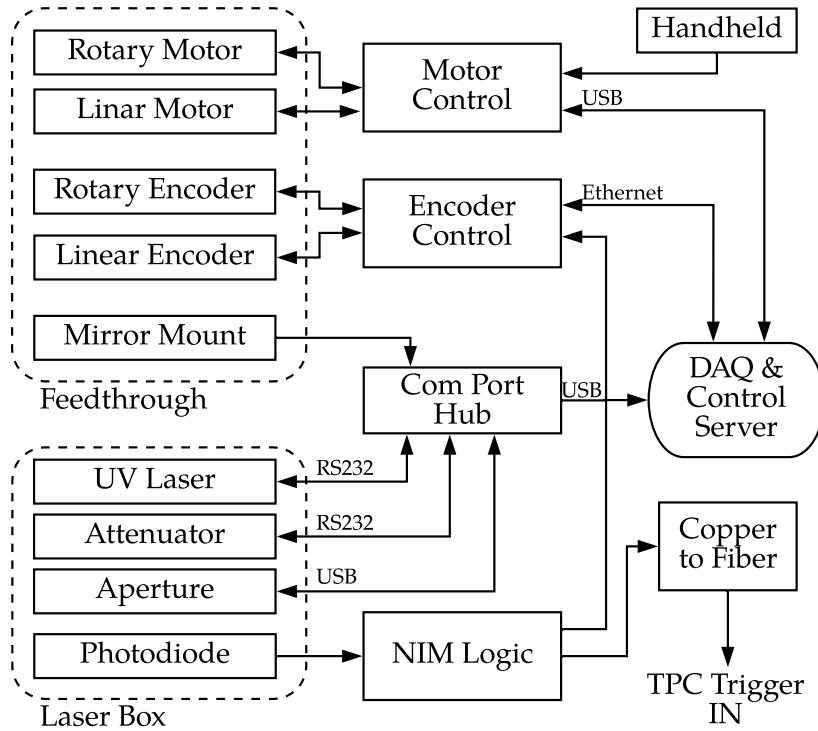 Rotary Motor
Linar Motor
Rotary Encoder
Linear Encoder
Mirror Mount
Feedthrough
UV Laser
Attenuator
Aperture
Photodiode
Laser Box
Motor
Control
Encoder
Control
Com Port
Hub
RS232
RS232
USB
NIM Logic
Handheld
USB
Ethernet
USB
DAQ &
Control
Server
Copper
to Fiber
TPC Trigger
IN